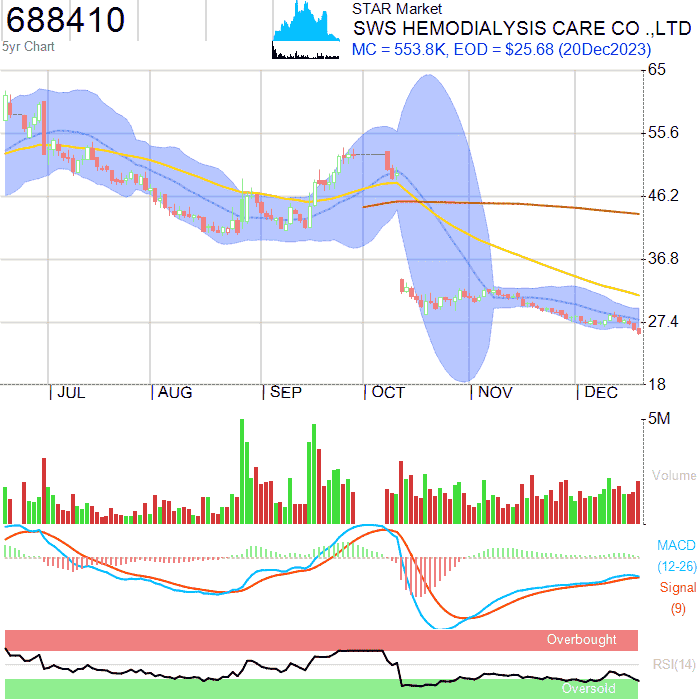 688410
5yr Chart
STAR Market
SWS HEMODIALYSIS CARE CO .,LTD
MC = 553.8K, EOD = $25.68 (20Dec2023)
65
55.6
46.2
36.8
27.4
18
JUL AUG SEP OCT NOV DEC
5M
Volume
MACD
(12-26)
Signal
(9)
Overbought
RSI(14)
Oversold